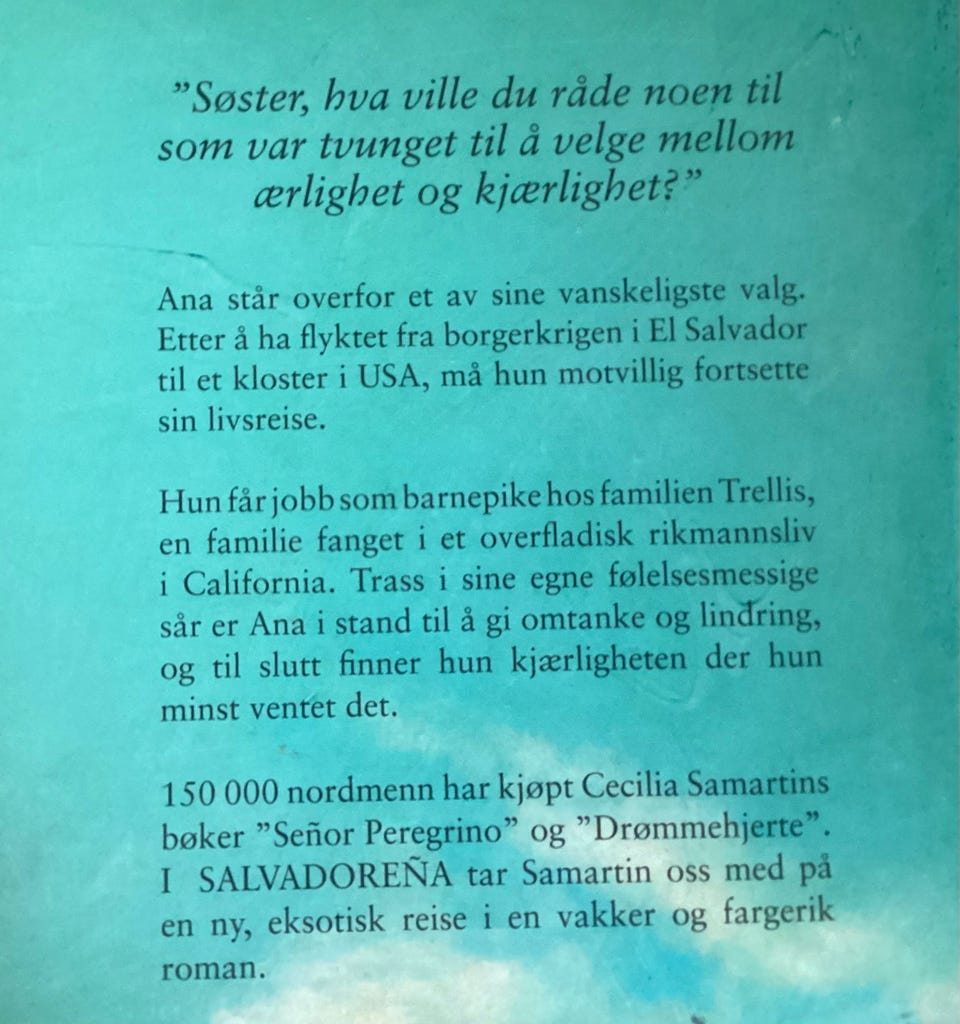 ”Søster, hva ville du råde noen til
som var tvunget til å velge mellom
ærlighet og kjærlighet?”
Ana står overfor et av sine vanskeligste valg.
Etter å ha flyktet fra borgerkrigen i El Salvador
til et kloster i USA, må hun motvillig fortsette
sin livsreise.
Hun får jobb som barnepike hos familien Trellis,
en familie fanget i et overfladisk rikmannsliv
i California. Trass i sine egne følelsesmessige
sår er Ana i stand til å gi omtanke og lindring,
og til slutt finner hun kjærligheten der hun
minst ventet det.
150 000 nordmenn har kjøpt Cecilia Samartins
bøker ”Señor Peregrino” og ”Drømmehjerte”.
I SALVADOREÑA tar Samartin oss med på
en ny, eksotisk reise i en vakker og fargerik
roman.